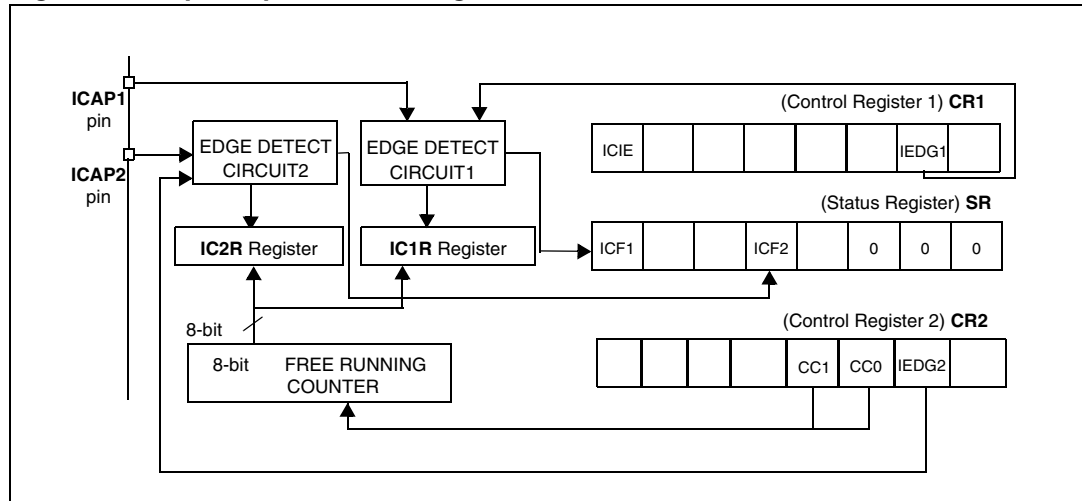 ICAP1
pin
ICAP2
pin
EDGE DETECT
CIRCUIT2
EDGE DETECT
CIRCUIT1
IC2R Register
IC1R Register
8-bit
8-bit FREE RUNNING
COUNTER
(Control Register 1) CR1
ICIE IEDG1
(Status Register) SR
ICF1 ICF2 0 0 0
(Control Register 2) CR2
CC1 CC0 IEDG2